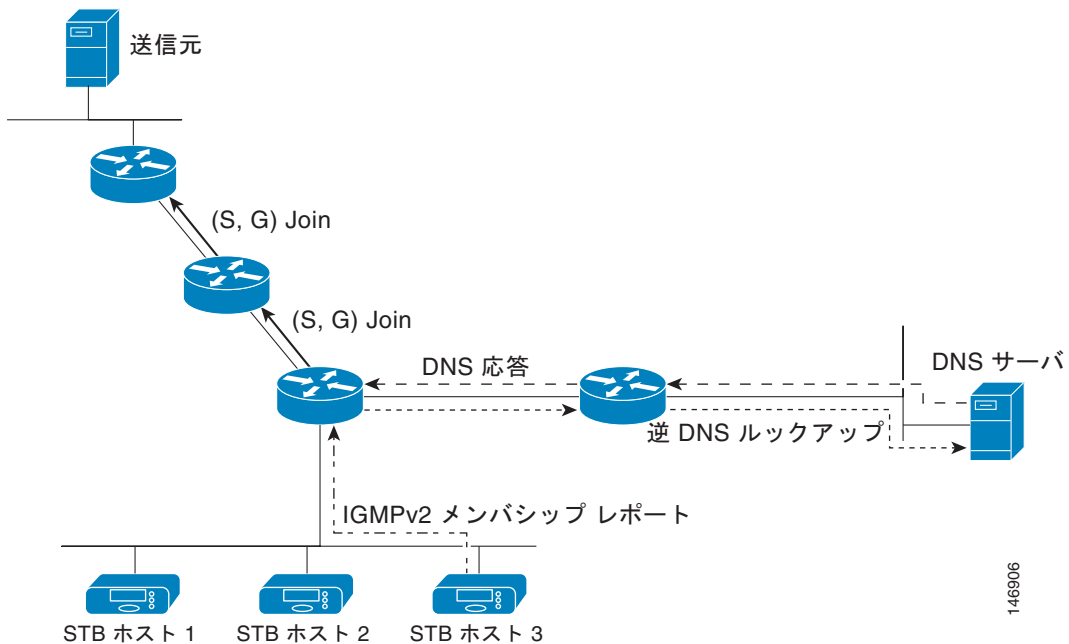 送信元
(S, G) Join
(S, G) Join
DNS 応答
DNS サーバ
逆 DNS ルックアップ
IGMPv2 メンバシップ レポート
STB ホスト 1
STB ホスト 2
STB ホスト 3
146906